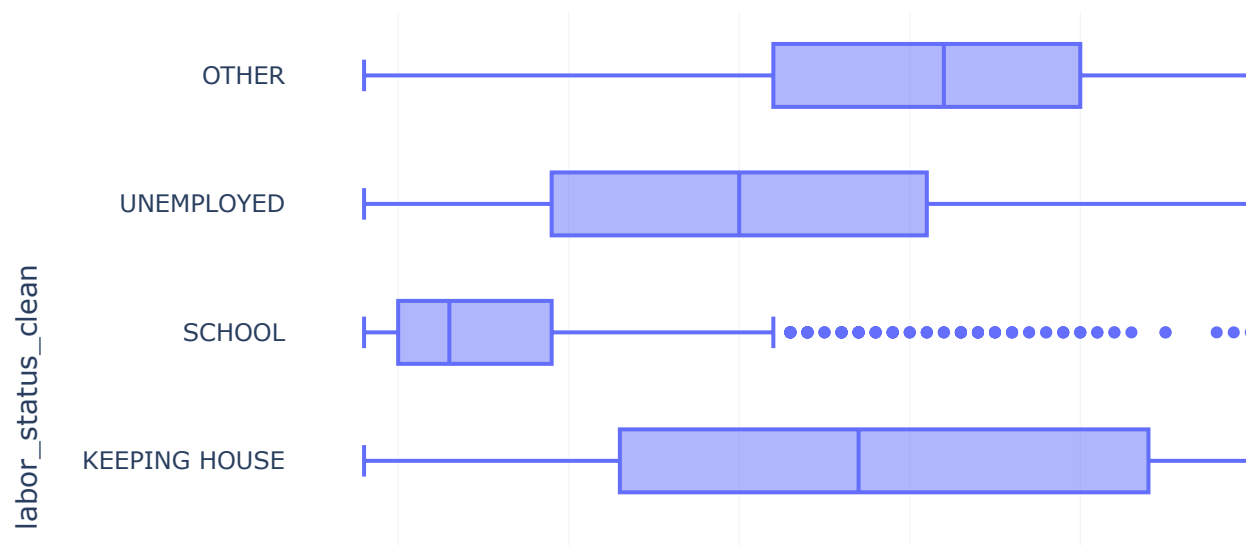 OTHER
UNEMPLOYED
SCHOOL
KEEPING HOUSE
labor_status_clean